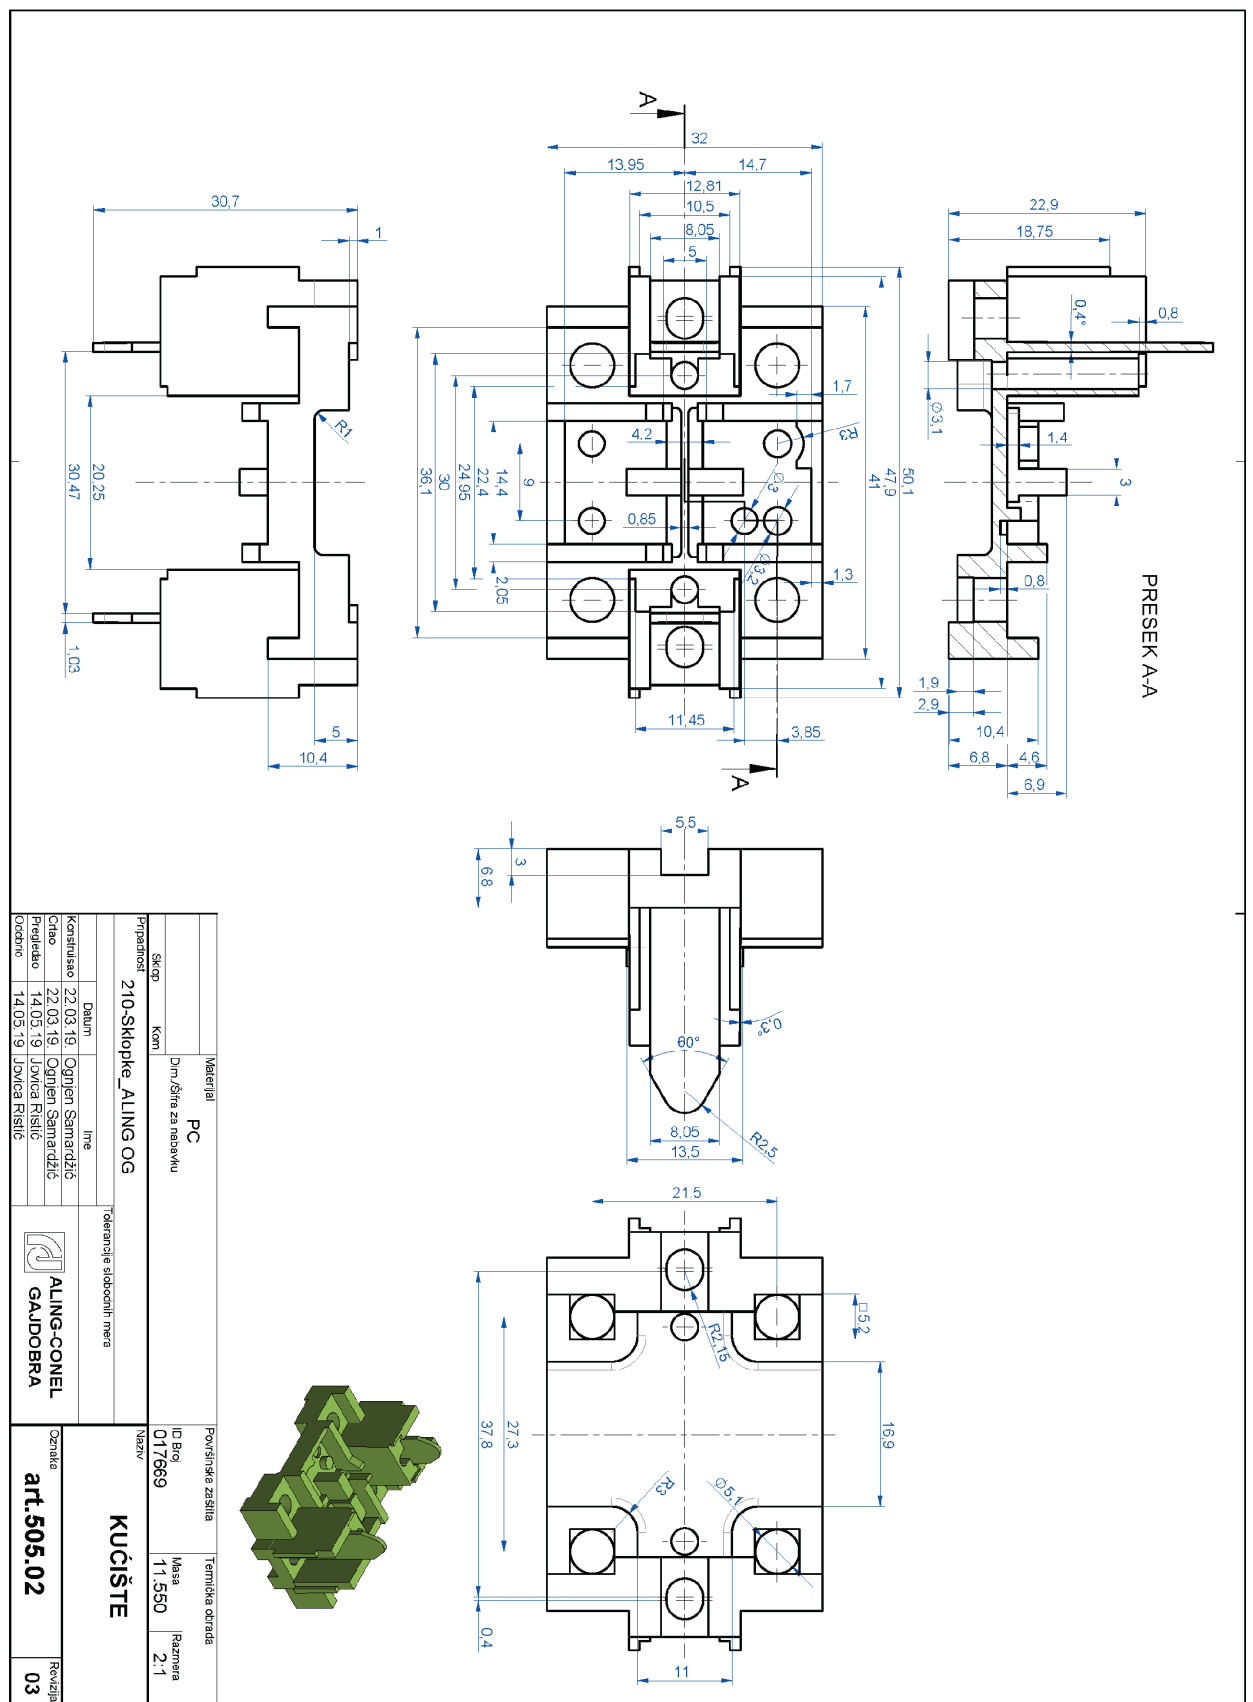 A
32
13,95
14,7
12,81
10,5
8,05
5
30,7
1
R1
20,25
30,47
1,03
5
10,4
36,1
30
24,95
22,4
14,4
9
4,2
0,85
2,05
1,7
R3
Ø3
Ø3,2
1,3
50,1
47,9
41
11,45
3,85
A
22,9
18,75
0,4°
0,8
Ø3,1
1,4
3
0,8
1,9
2,9
10,4
6,8
4,6
6,9
PRESEK A-A
5,5
3
6,8
0,3°
60°
R2,5
8,05
13,5
21,5
R2,15
□5,2
16,9
27,3
37,8
R3
Ø5,1
0,4
11
Materijal
PC
Površinska zaštita
Termička obrada
Sklop
Kom
Dim./Šifra za nabavku
ID Broj
017669
Masa
11.550
Razmera
2:1
Pripadnost
210-Sklopke_ALING OG
Naziv
KUĆIŠTE
Datum
Ime
Tolerancije slobodnih mera
Konstruisao 22.03.19. Ognjen Samardžić
Crtao 22.03.19. Ognjen Samardžić
Pregledao 14.05.19 Jovica Ristić
Odobrio 14.05.19 Jovica Ristić
ALING-CONEL
GAJDOBRA
Oznaka
art.505.02
Revizija
03